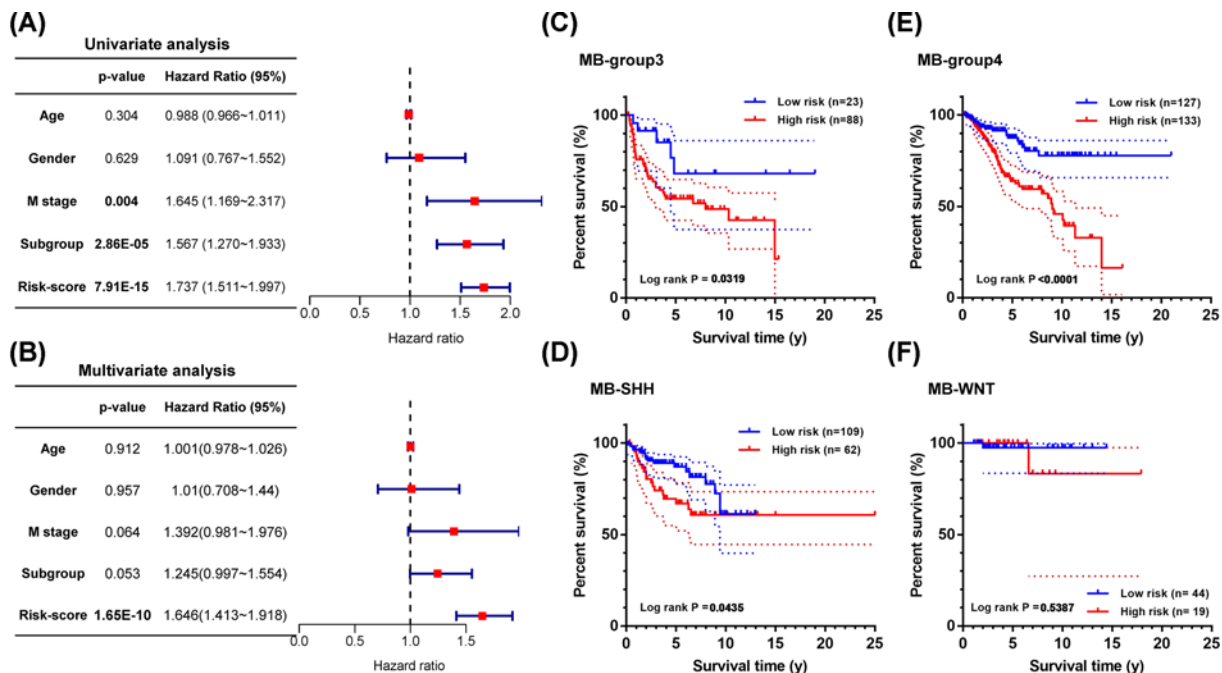 (A)
Univariate analysis
p-value Hazard Ratio (95%)
Age 0.304 0.988 (0.966~1.011)
Gender 0.629 1.091 (0.767~1.552)
M stage 0.004 1.645 (1.169~2.317)
Subgroup 2.86E-05 1.567 (1.270~1.933)
Risk-score 7.91E-15 1.737 (1.511~1.997)
0.0 0.5 1.0 1.5 2.0
Hazard ratio
(B)
Multivariate analysis
p-value Hazard Ratio (95%)
Age 0.912 1.001(0.978~1.026)
Gender 0.957 1.01(0.708~1.44)
M stage 0.064 1.392(0.981~1.976)
Subgroup 0.053 1.245(0.997~1.554)
Risk-score 1.65E-10 1.646(1.413~1.918)
0.0 0.5 1.0 1.5
Hazard ratio
(C)
MB-group3
Low risk (n=23)
High risk (n=88)
Percent survival (%)
100
50
0
Log rank P = 0.0319
0 5 10 15 20 25
Survival time (y)
(D)
MB-SHH
Low risk (n=109)
High risk (n= 62)
Percent survival (%)
100
50
0
Log rank P = 0.0435
0 5 10 15 20 25
Survival time (y)
(E)
MB-group4
Low risk (n=127)
High risk (n=133)
Percent survival (%)
100
50
0
Log rank P <0.0001
0 5 10 15 20 25
Survival time (y)
(F)
MB-WNT
Percent survival (%)
100
50
0
Low risk (n= 44)
High risk (n= 19)
Log rank P = 0.5387
0 5 10 15 20 25
Survival time (y)